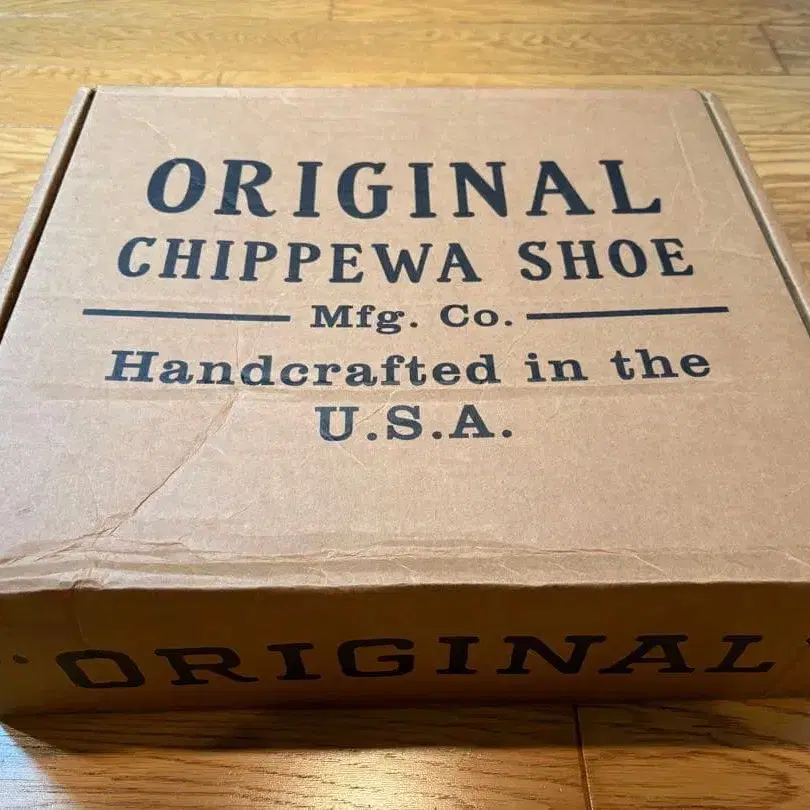 ORIGINAL
CHIPPEWA SHOE
Mfg. Co.
Handcrafted in the
U.S.A.
ORIGINAL